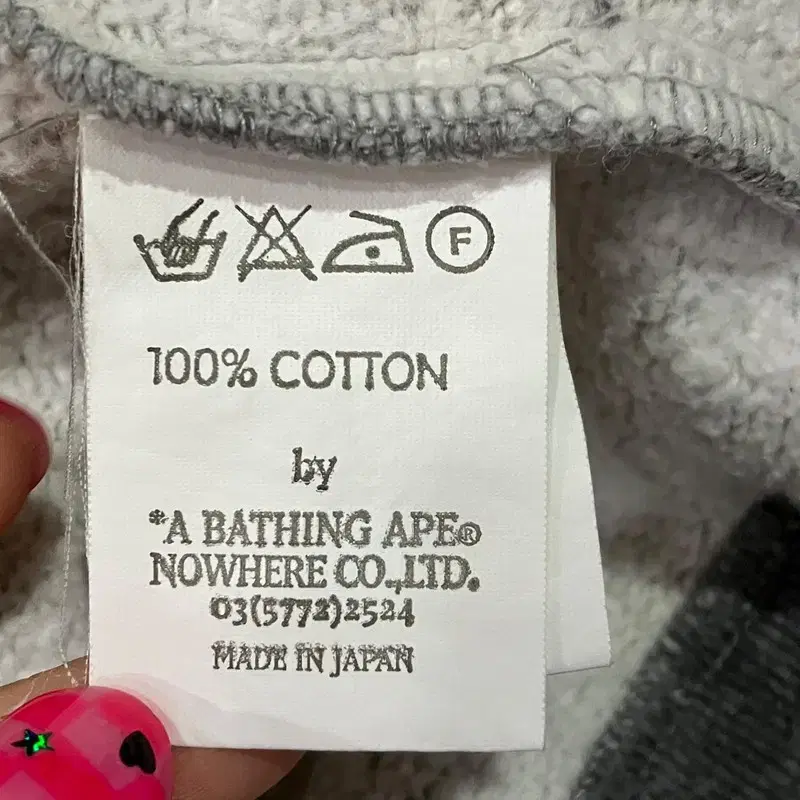 F
100% COTTON
by
*A BATHING APE®
NOWHERE CO.,LTD.
03(5772)2524
MADE IN JAPAN